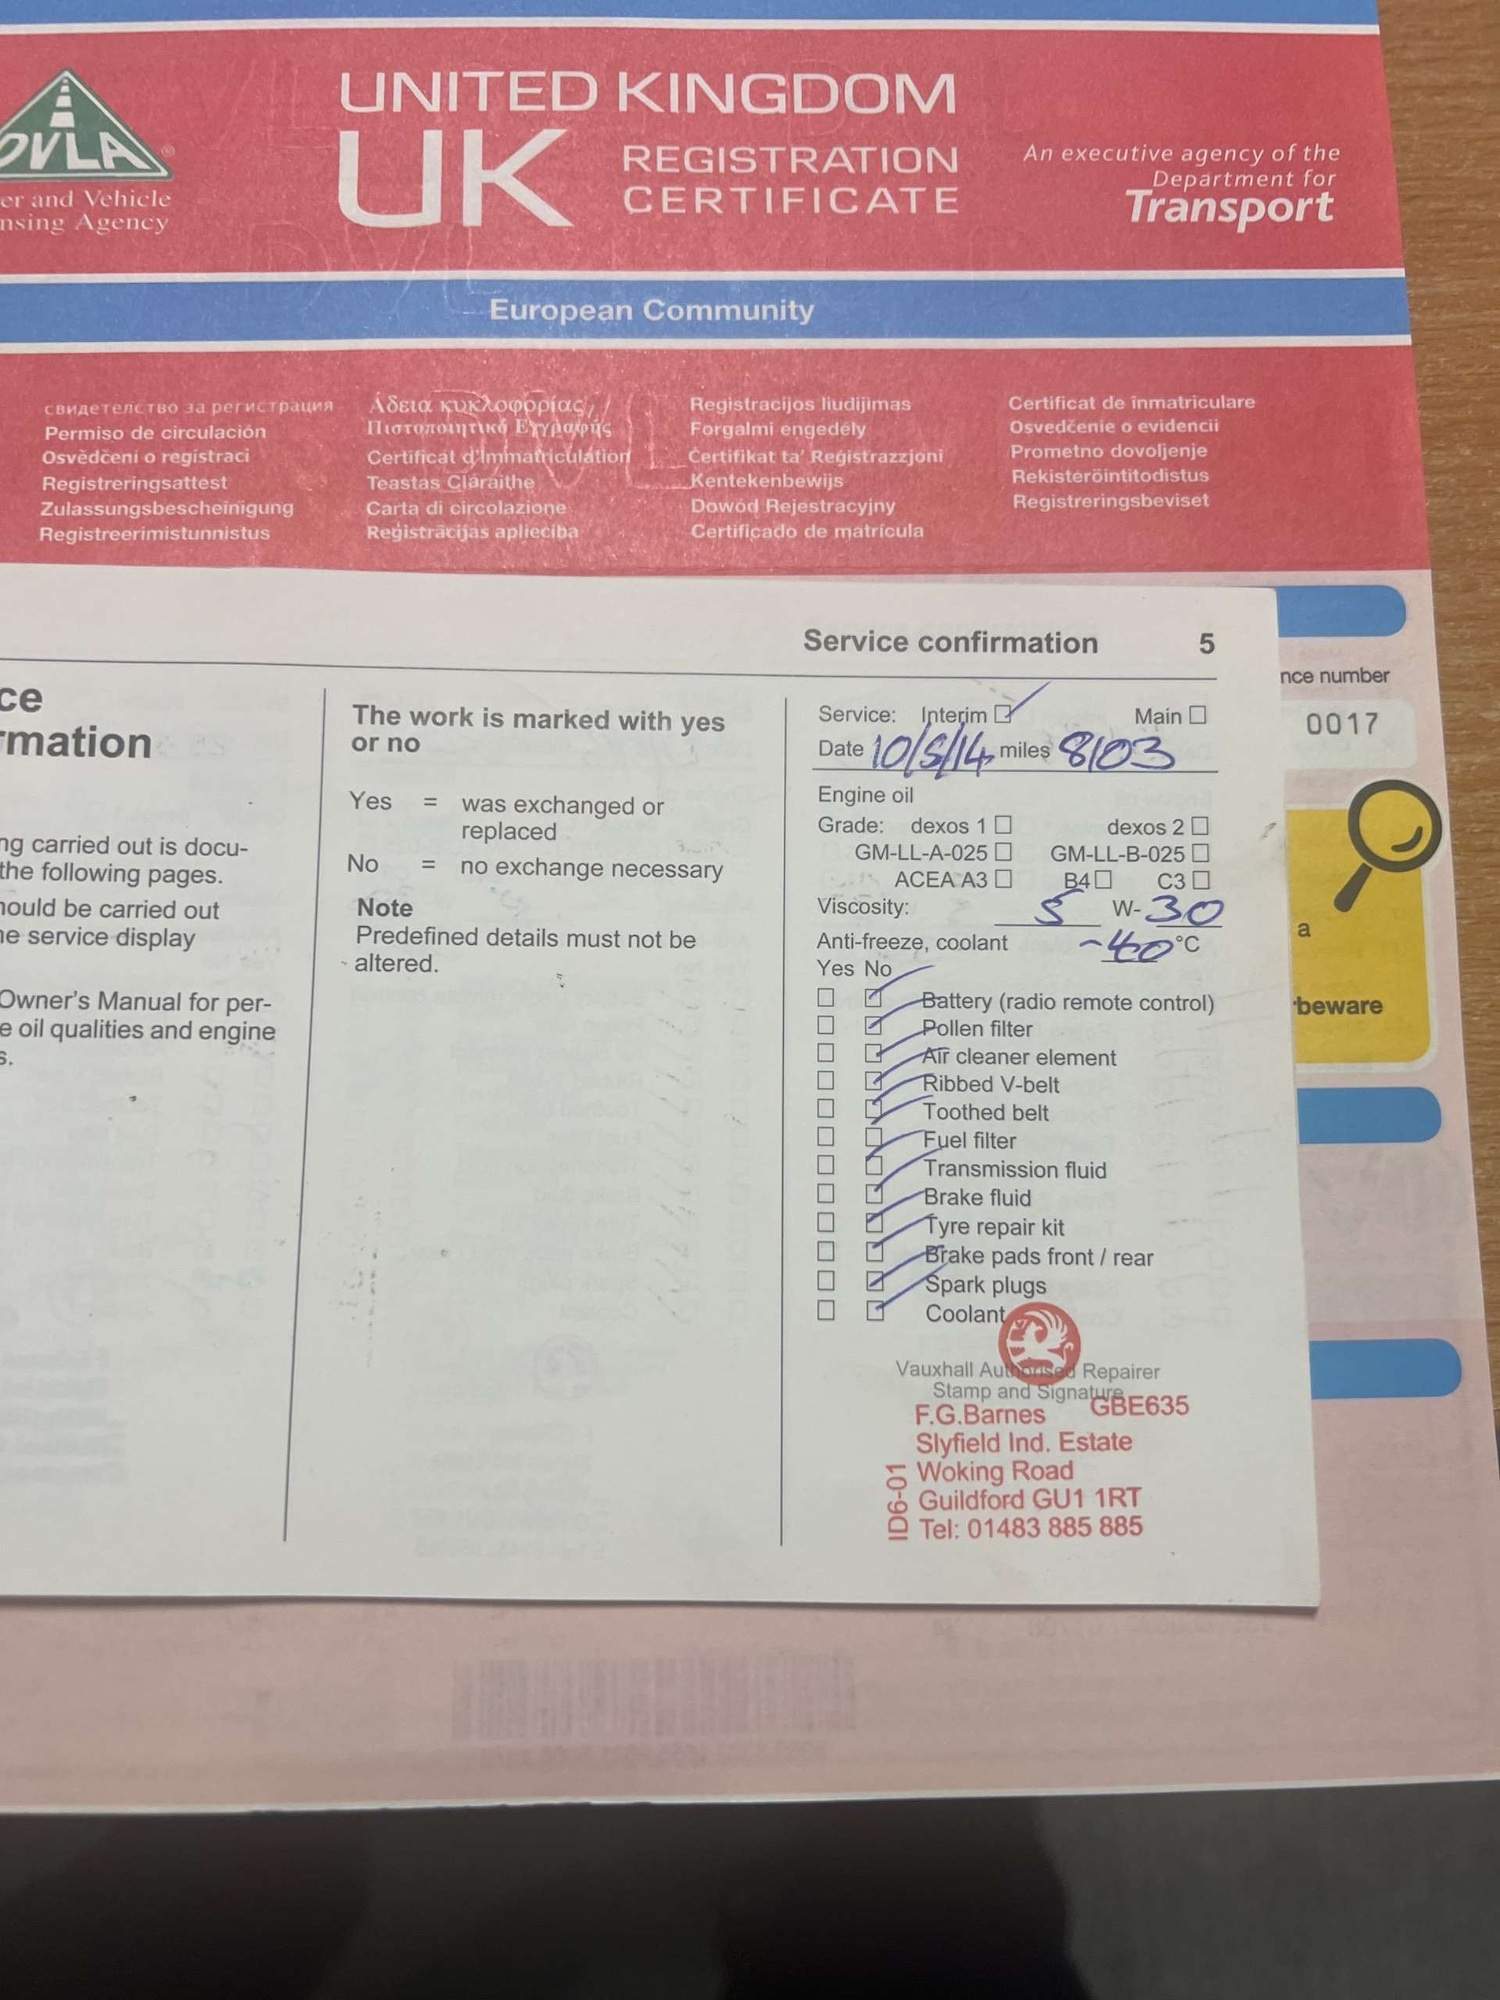 UNITED KINGDOM
UK REGISTRATION
CERTIFICATE
DVLA
er and Vehicle
nsing Agency
An executive agency of the
Department for
Transport
European Community
свидетелство за регистрация
Permiso de circulación
Osvědčení o registraci
Registreringsattest
Zulassungsbescheinigung
Registreerimistunnistus
Άδεια κυκλοφορίας/
Πιστοποιητικό Εγγραφής
Certificat d'Immatriculation
Teastas Cláraithe
Carta di circolazione
Reģistrācijas apliecība
Registracijos liudijimas
Forgalmi engedély
Ċertifikat ta' Reġistrazzjoni
Kentekenbewijs
Dowód Rejestracyjny
Certificado de matrícula
Certificat de înmatriculare
Osvedčenie o evidencii
Prometno dovoljenje
Rekisteröintitodistus
Registreringsbeviset
Service confirmation 5
ce
rmation
ng carried out is docu-
the following pages.
hould be carried out
he service display
Owner's Manual for per-
e oil qualities and engine
s.
The work is marked with yes
or no
Yes = was exchanged or
replaced
No = no exchange necessary
Note
Predefined details must not be
altered.
Service: Interim Main
Date 10/5/14 miles 8103
Engine oil
Grade: dexos 1 dexos 2
GM-LL-A-025 GM-LL-B-025
ACEA A3 B4 C3
Viscosity: 5 W-30
Anti-freeze, coolant -40 °C
Yes No
Battery (radio remote control)
Pollen filter
Air cleaner element
Ribbed V-belt
Toothed belt
Fuel filter
Transmission fluid
Brake fluid
Tyre repair kit
Brake pads front / rear
Spark plugs
Coolant
Vauxhall Authorised Repairer
Stamp and Signature
F.G.Barnes GBE635
Slyfield Ind. Estate
Woking Road
Guildford GU1 1RT
Tel: 01483 885 885
ID6-01
nce number
0017
a
beware